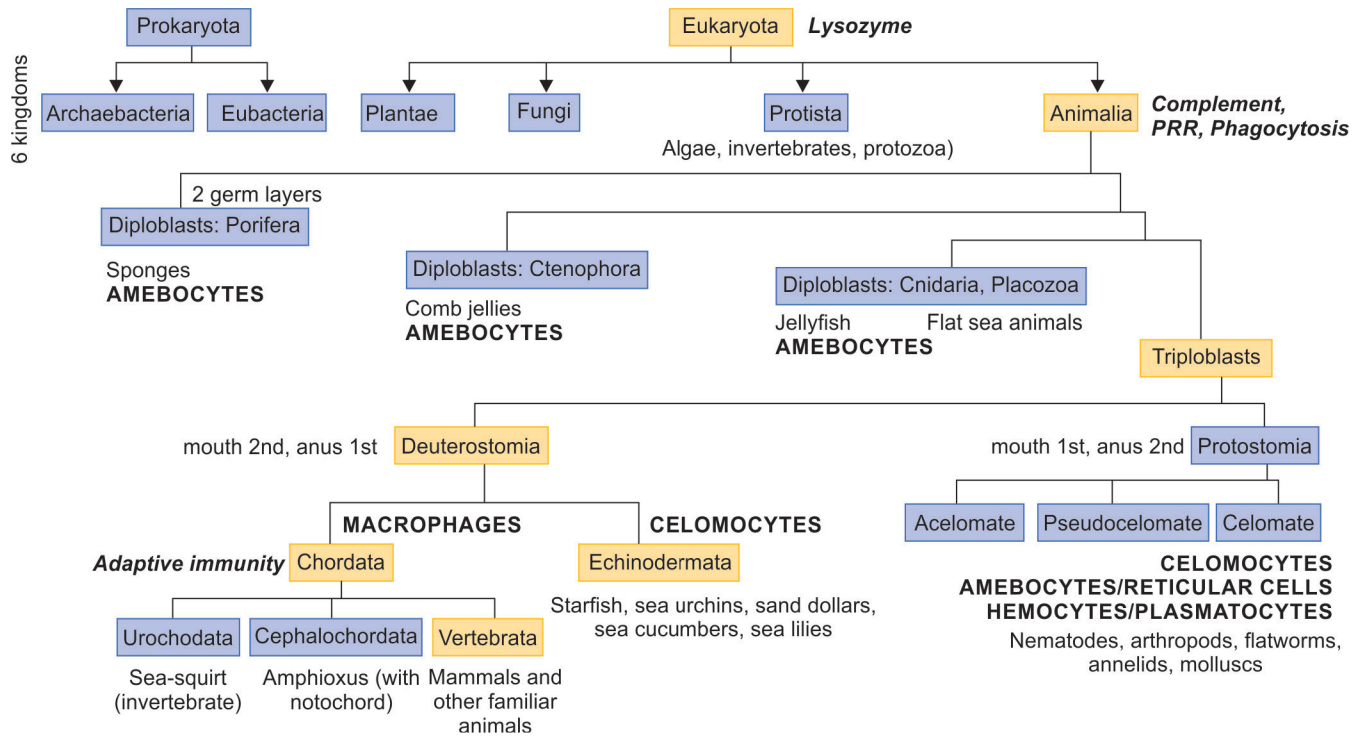 Prokaryota
Eukaryota
Lysozyme
6 kingdoms
Archaebacteria
Eubacteria
Plantae
Fungi
Protista
Animalia
Complement,
PRR, Phagocytosis
Algae, invertebrates, protozoa)
2 germ layers
Diploblasts: Porifera
Sponges
AMEBOCYTES
Diploblasts: Ctenophora
Comb jellies
AMEBOCYTES
Diploblasts: Cnidaria, Placozoa
Jellyfish
Flat sea animals
AMEBOCYTES
Triploblasts
mouth 2nd, anus 1st
Deuterostomia
mouth 1st, anus 2nd
Protostomia
MACROPHAGES
CELOMOCYTES
Acelomate
Pseudocelomate
Celomate
Adaptive immunity
Chordata
Echinodermata
CELOMOCYTES
AMEBOCYTES/RETICULAR CELLS
HEMOCYTES/PLASMATOCYTES
Starfish, sea urchins, sand dollars,
sea cucumbers, sea lilies
Nematodes, arthropods, flatworms,
annelids, molluscs
Urochodata
Cephalochordata
Vertebrata
Sea-squirt
(invertebrate)
Amphioxus (with
notochord)
Mammals and
other familiar
animals